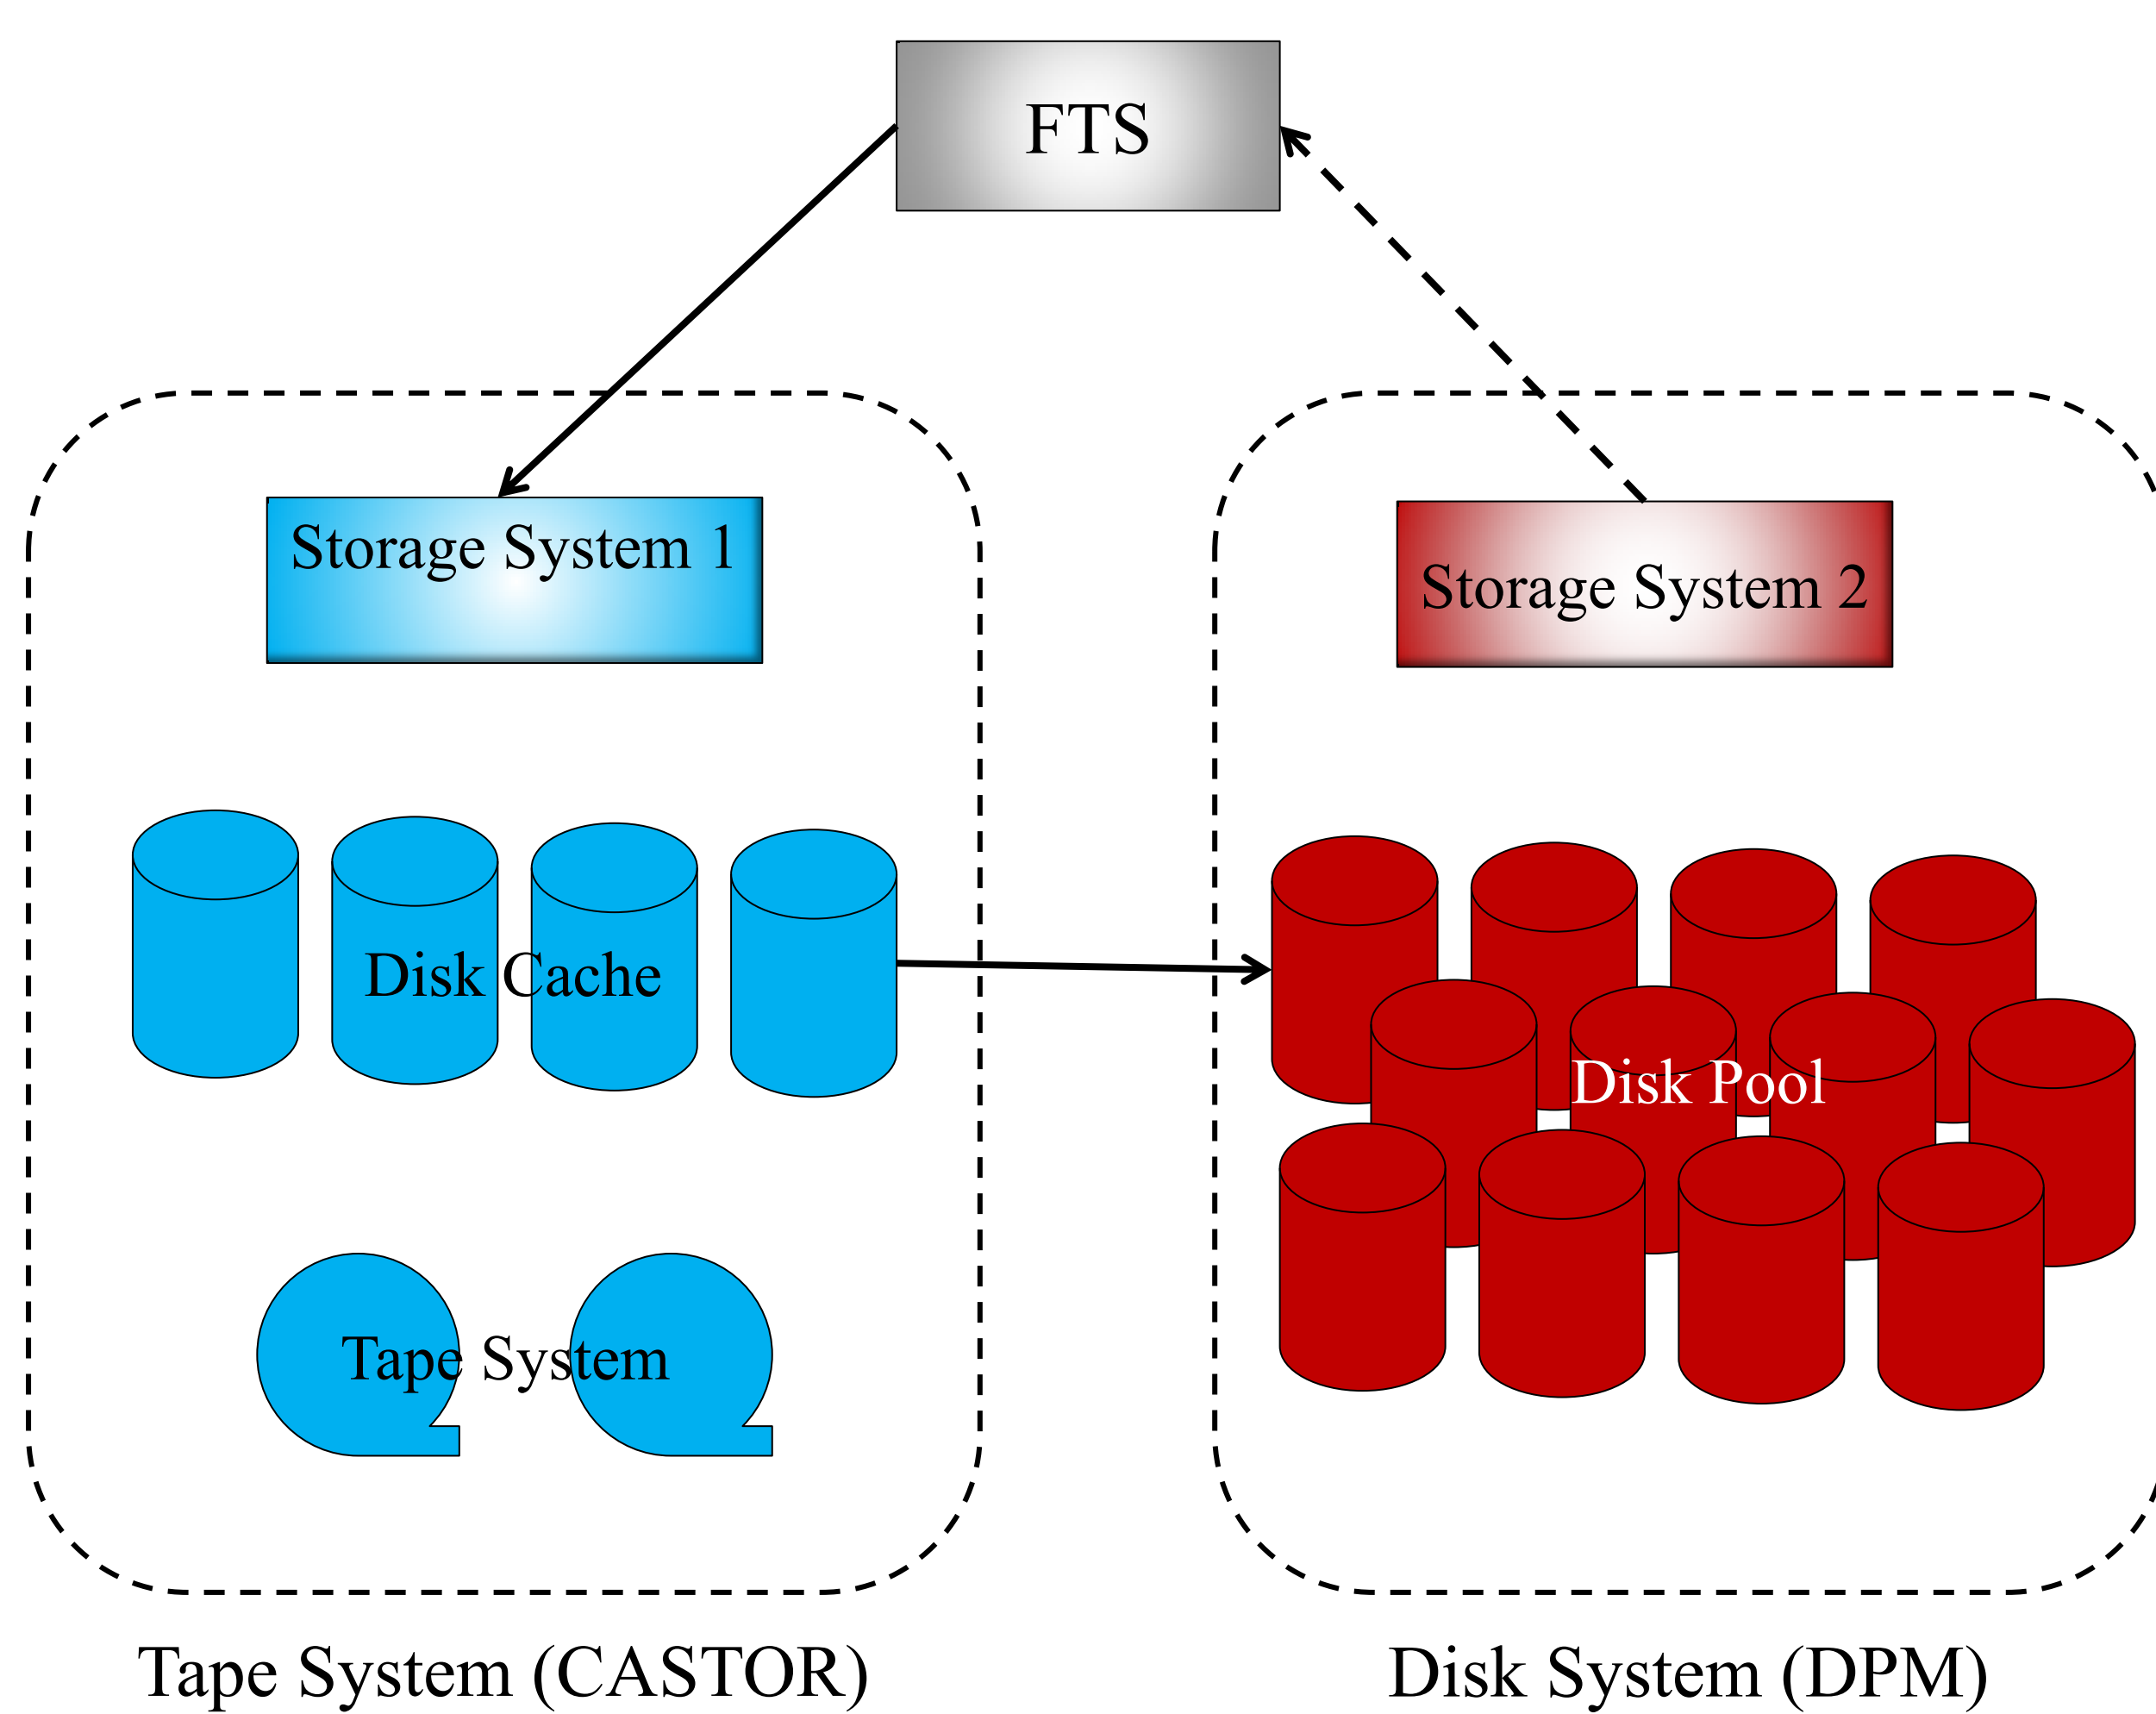 FTS
Storage System 1
Storage System 2
Disk Cache
Disk Pool
Tape System
Tape System (CASTOR)
Disk System (DPM)